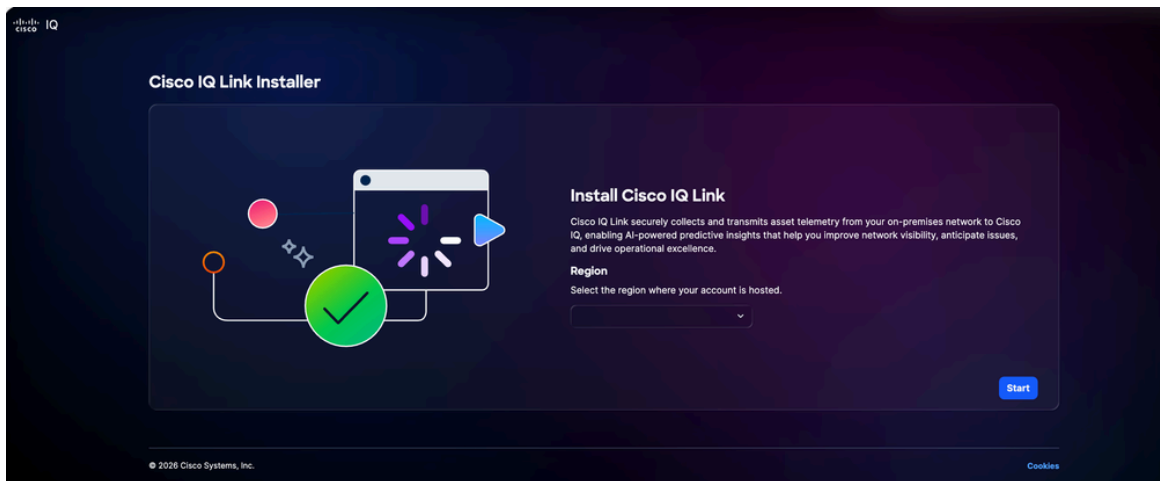 cisco IQ
Cisco IQ Link Installer
Install Cisco IQ Link
Cisco IQ Link securely collects and transmits asset telemetry from your on-premises network to Cisco
IQ, enabling AI-powered predictive insights that help you improve network visibility, anticipate issues,
and drive operational excellence.
Region
Select the region where your account is hosted.
Start
© 2026 Cisco Systems, Inc.
Cookies